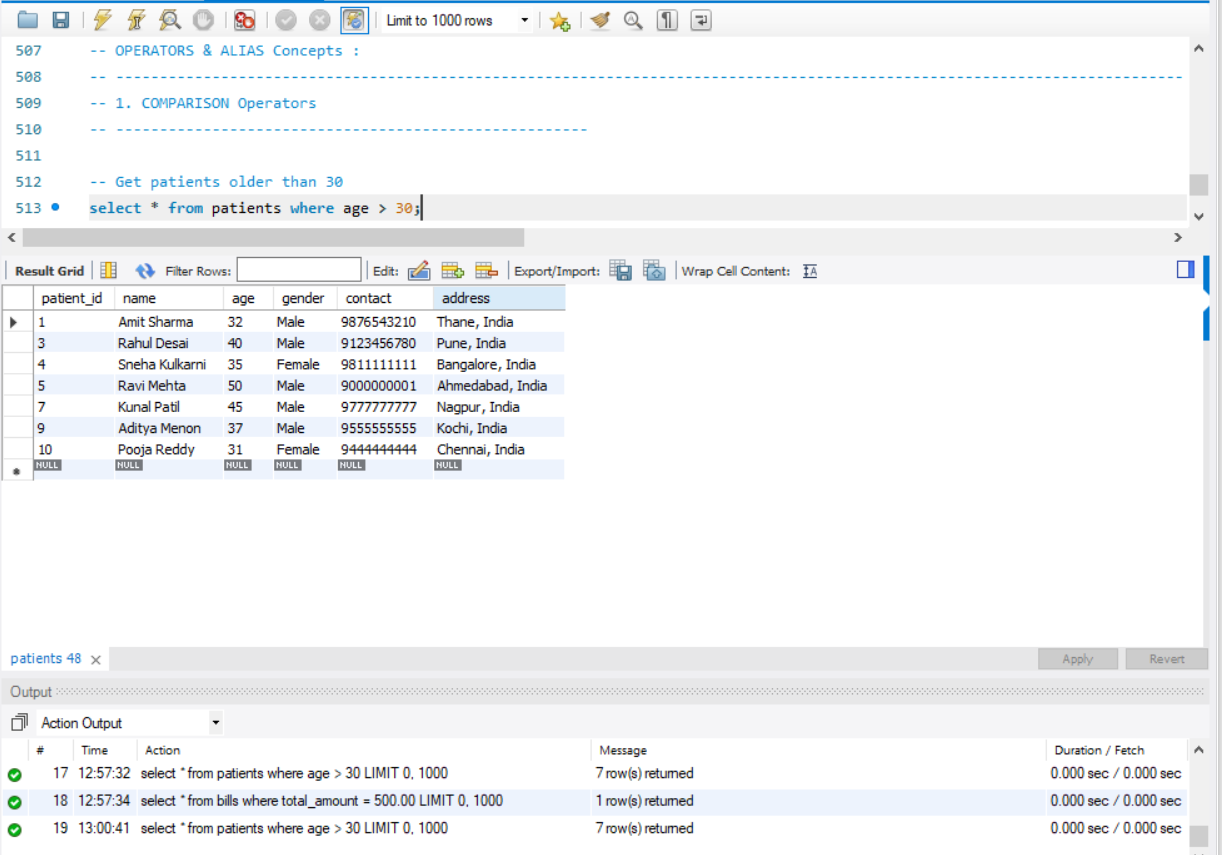 Limit to 1000 rows
507 -- OPERATORS & ALIAS Concepts :
508 -- --------------------------------------------------------------------------------------------------------------------------
509 -- 1. COMPARISON Operators
510 -- ------------------------------------------------------
511
512 -- Get patients older than 30
513 select * from patients where age > 30;
Result Grid Filter Rows: Edit: Export/Import: Wrap Cell Content: IA
patient_id name age gender contact address
1 Amit Sharma 32 Male 9876543210 Thane, India
3 Rahul Desai 40 Male 9123456780 Pune, India
4 Sneha Kulkarni 35 Female 9811111111 Bangalore, India
5 Ravi Mehta 50 Male 9000000001 Ahmedabad, India
7 Kunal Patil 45 Male 9777777777 Nagpur, India
9 Aditya Menon 37 Male 9555555555 Kochi, India
10 Pooja Reddy 31 Female 9444444444 Chennai, India
NULL NULL NULL NULL NULL NULL
patients 48 Apply Revert
Output
Action Output
# Time Action Message Duration / Fetch
17 12:57:32 select * from patients where age > 30 LIMIT 0, 1000 7 row(s) returned 0.000 sec / 0.000 sec
18 12:57:34 select * from bills where total_amount = 500.00 LIMIT 0, 1000 1 row(s) returned 0.000 sec / 0.000 sec
19 13:00:41 select * from patients where age > 30 LIMIT 0, 1000 7 row(s) returned 0.000 sec / 0.000 sec